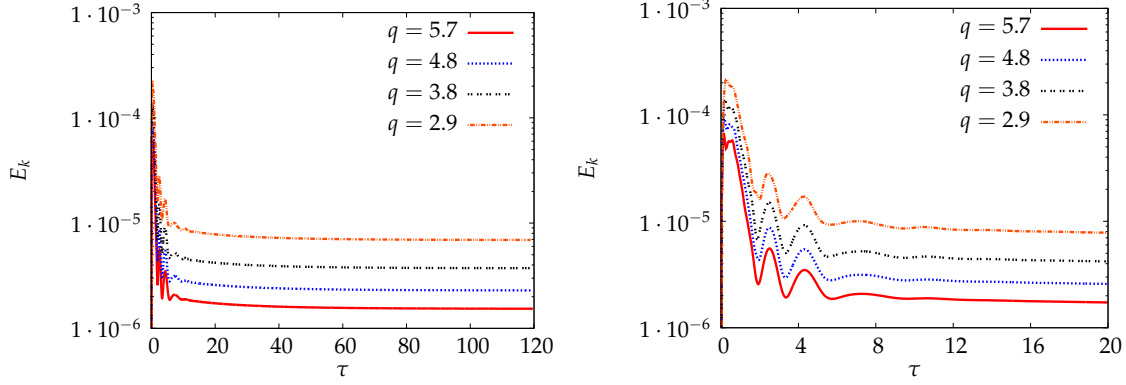 1 · 10⁻³
q = 5.7
q = 4.8
q = 3.8
q = 2.9
1 · 10⁻⁴
1 · 10⁻⁵
1 · 10⁻⁶
E_k
0 20 40 60 80 100 120
τ
1 · 10⁻³
q = 5.7
q = 4.8
q = 3.8
q = 2.9
1 · 10⁻⁴
1 · 10⁻⁵
1 · 10⁻⁶
E_k
0 4 8 12 16 20
τ